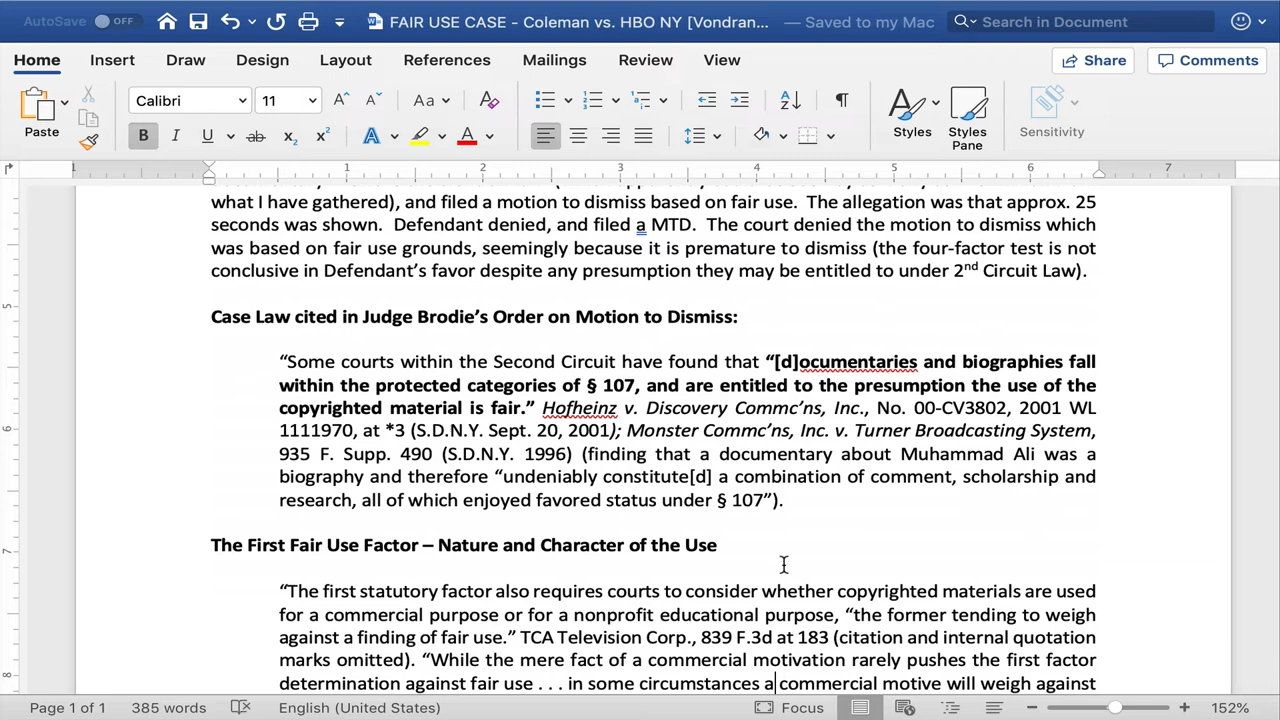 AutoSave OFF FAIR USE CASE - Coleman vs. HBO NY [Vondran... — Saved to my Mac Search in Document
Home Insert Draw Design Layout References Mailings Review View Share Comments
Paste Calibri 11 Styles Styles Pane Sensitivity
1 1 2 3 4 5 6 7
what I have gathered), and filed a motion to dismiss based on fair use. The allegation was that approx. 25
seconds was shown. Defendant denied, and filed a MTD. The court denied the motion to dismiss which
was based on fair use grounds, seemingly because it is premature to dismiss (the four-factor test is not
conclusive in Defendant's favor despite any presumption they may be entitled to under 2nd Circuit Law).
Case Law cited in Judge Brodie's Order on Motion to Dismiss:
“Some courts within the Second Circuit have found that “[d]ocumentaries and biographies fall
within the protected categories of § 107, and are entitled to the presumption the use of the
copyrighted material is fair.” Hofheinz v. Discovery Commc'ns, Inc., No. 00-CV3802, 2001 WL
1111970, at *3 (S.D.N.Y. Sept. 20, 2001); Monster Commc'ns, Inc. v. Turner Broadcasting System,
935 F. Supp. 490 (S.D.N.Y. 1996) (finding that a documentary about Muhammad Ali was a
biography and therefore “undeniably constitute[d] a combination of comment, scholarship and
research, all of which enjoyed favored status under § 107”).
The First Fair Use Factor – Nature and Character of the Use
“The first statutory factor also requires courts to consider whether copyrighted materials are used
for a commercial purpose or for a nonprofit educational purpose, “the former tending to weigh
against a finding of fair use.” TCA Television Corp., 839 F.3d at 183 (citation and internal quotation
marks omitted). “While the mere fact of a commercial motivation rarely pushes the first factor
determination against fair use . . . in some circumstances a commercial motive will weigh against
Page 1 of 1 385 words English (United States) Focus 152%